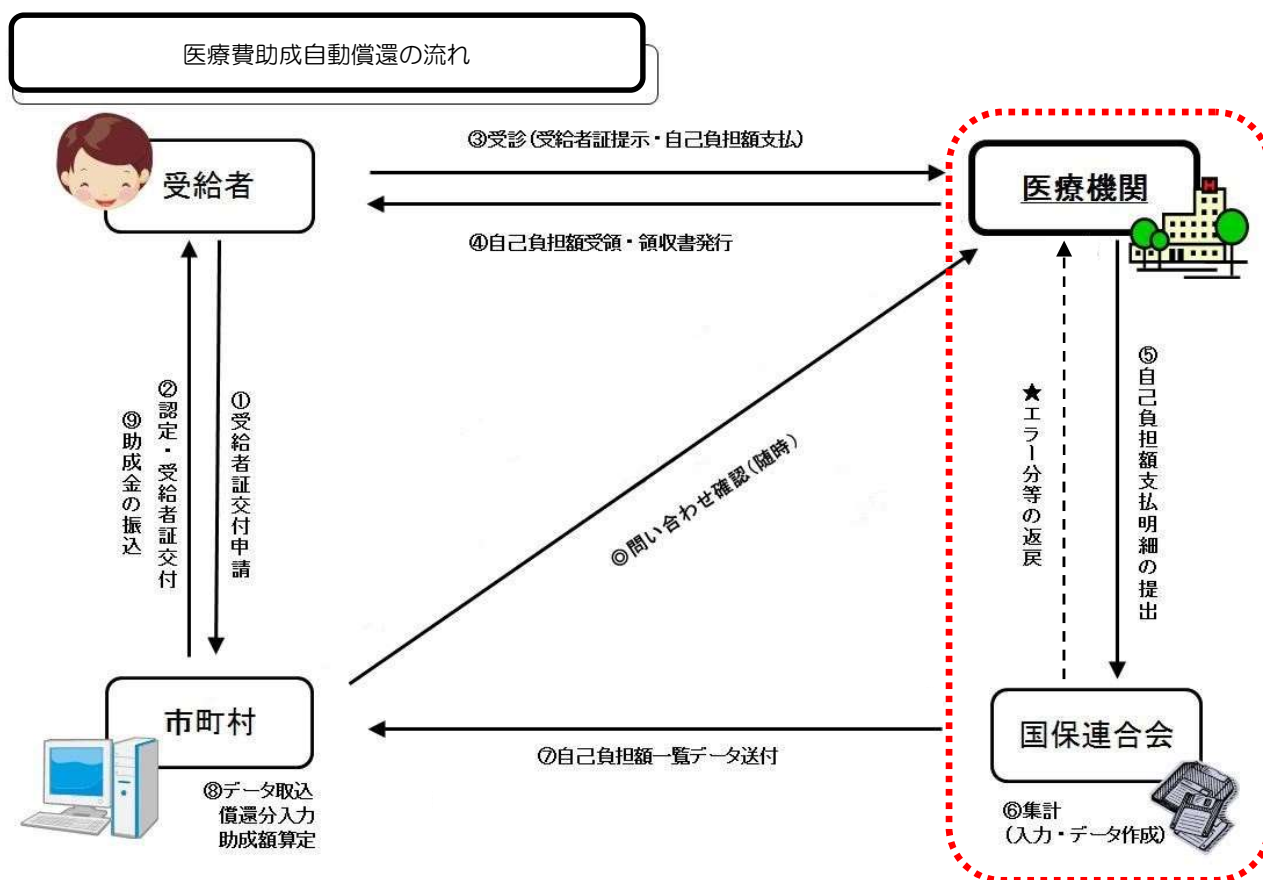 医療費助成自動償還の流れ
③受診(受給者証提示・自己負担額支払)
受給者
医療機関
H
④自己負担額受領・領収書発行
①受給者証交付申請
②認定・受給者証交付
⑨助成金の振込
◎問い合わせ確認(随時)
⑤自己負担額支払明細の提出
★エラー分等の返戻
市町村
国保連合会
⑦自己負担額一覧データ送付
⑧データ取込
償還分入力
助成額算定
⑥集計
(入力・データ作成)